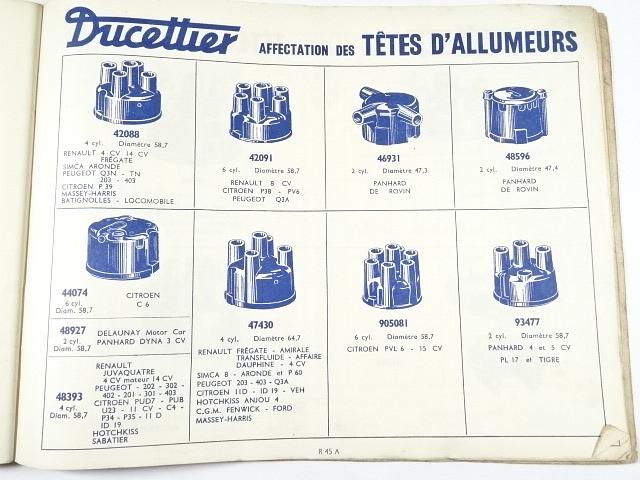 Ducellier
AFFECTATION DES TÊTES D'ALLUMEURS
42088
4 cyl. Diamètre 58,7
RENAULT 4 CV 14 CV
FRÉGATE
SIMCA ARONDE
PEUGEOT Q3N - TN
203 - 403
CITROEN P 39
MASSEY-HARRIS
BATIGNOLLES - LOCOMOBILE
42091
6 cyl. Diamètre 58,7
RENAULT 8 CV
CITROEN P38 - PV6
PEUGEOT Q3A
46931
2 cyl. Diamètre 47,3
PANHARD
DE ROVIN
48596
2 cyl. Diamètre 47,4
PANHARD
DE ROVIN
44074
6 cyl.
Diam. 58,7
CITROEN
C 6
48927
2 cyl.
Diam. 58,7
DELAUNAY Motor Car
PANHARD DYNA 3 CV
48393
4 cyl.
Diam. 58,7
RENAULT
JUVAQUATRE
4 CV moteur 14 CV
PEUGEOT - 202 - 302 -
402 - 201 - 301 - 403
CITROEN PUD7 - PUB
U23 - 11 CV - C4 -
P34 - P35 - 11 D
ID 19
HOTCHKISS
SABATIER
47430
4 cyl. Diamètre 64,7
RENAULT FRÉGATE - AMIRALE
TRANSFLUIDE - AFFAIRE
DAUPHINE - 4 CV
SIMCA 8 - ARONDE et P 60
PEUGEOT 203 - 403 - Q3A
CITROEN 11D - ID 19 - VEH
HOTCHKISS ANJOU 4
C.G.M. FENWICK - FORD
MASSEY-HARRIS
905081
6 cyl. Diamètre 58,7
CITROEN PVL 6 - 15 CV
93477
2 cyl. Diamètre 58,7
PANHARD 4 et 5 CV
PL 17 et TIGRE
R 45 A